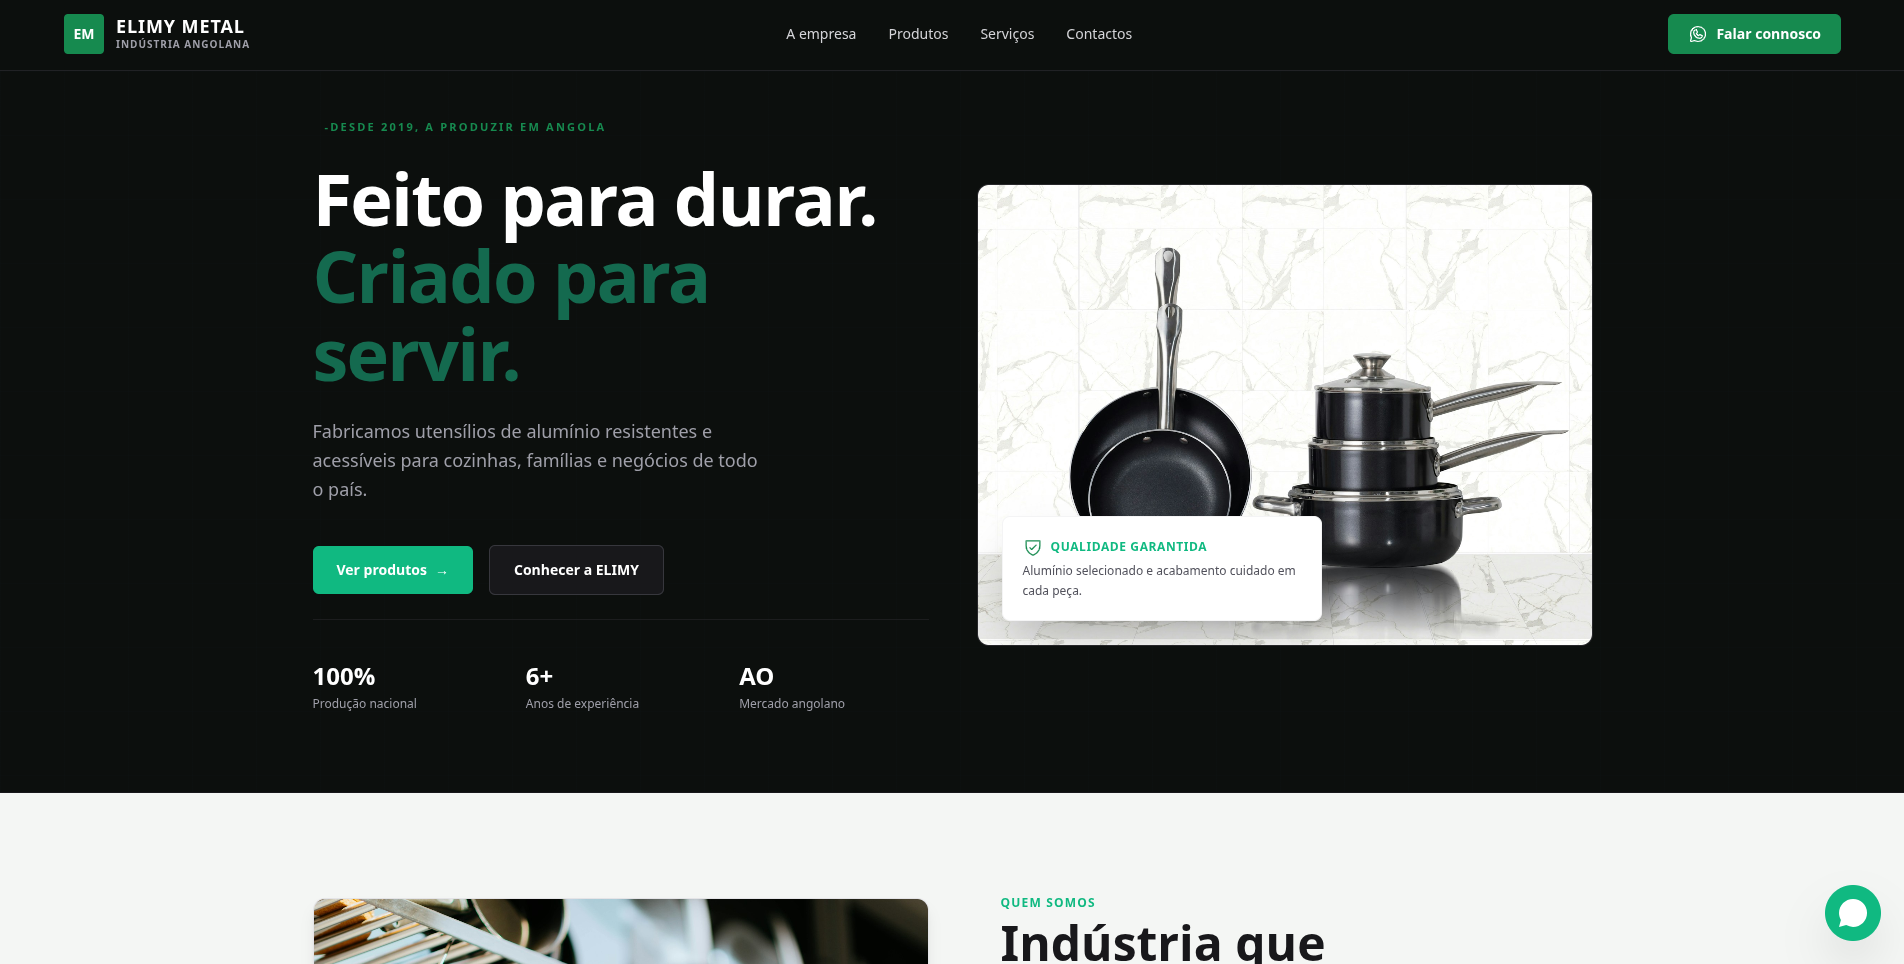 EM
ELIMY METAL
INDÚSTRIA ANGOLANA
A empresa
Produtos
Serviços
Contactos
Falar connosco
-DESDE 2019, A PRODUZIR EM ANGOLA
Feito para durar.
Criado para
servir.
Fabricamos utensílios de alumínio resistentes e
acessíveis para cozinhas, famílias e negócios de todo
o país.
Ver produtos →
Conhecer a ELIMY
100%
Produção nacional
6+
Anos de experiência
AO
Mercado angolano
QUALIDADE GARANTIDA
Alumínio selecionado e acabamento cuidado em
cada peça.
QUEM SOMOS
Indústria que